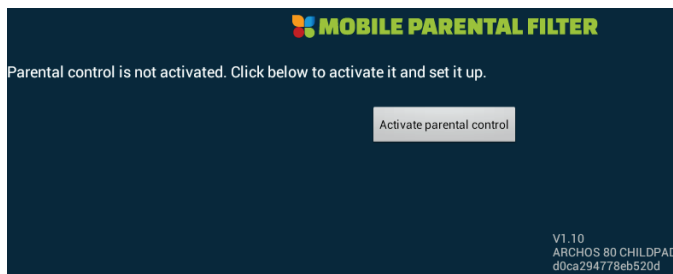 MOBILE PARENTAL FILTER
Parental control is not activated. Click below to activate it and set it up.
Activate parental control
V1.10
ARCHOS 80 CHILDPAD
d0ca294778eb520d